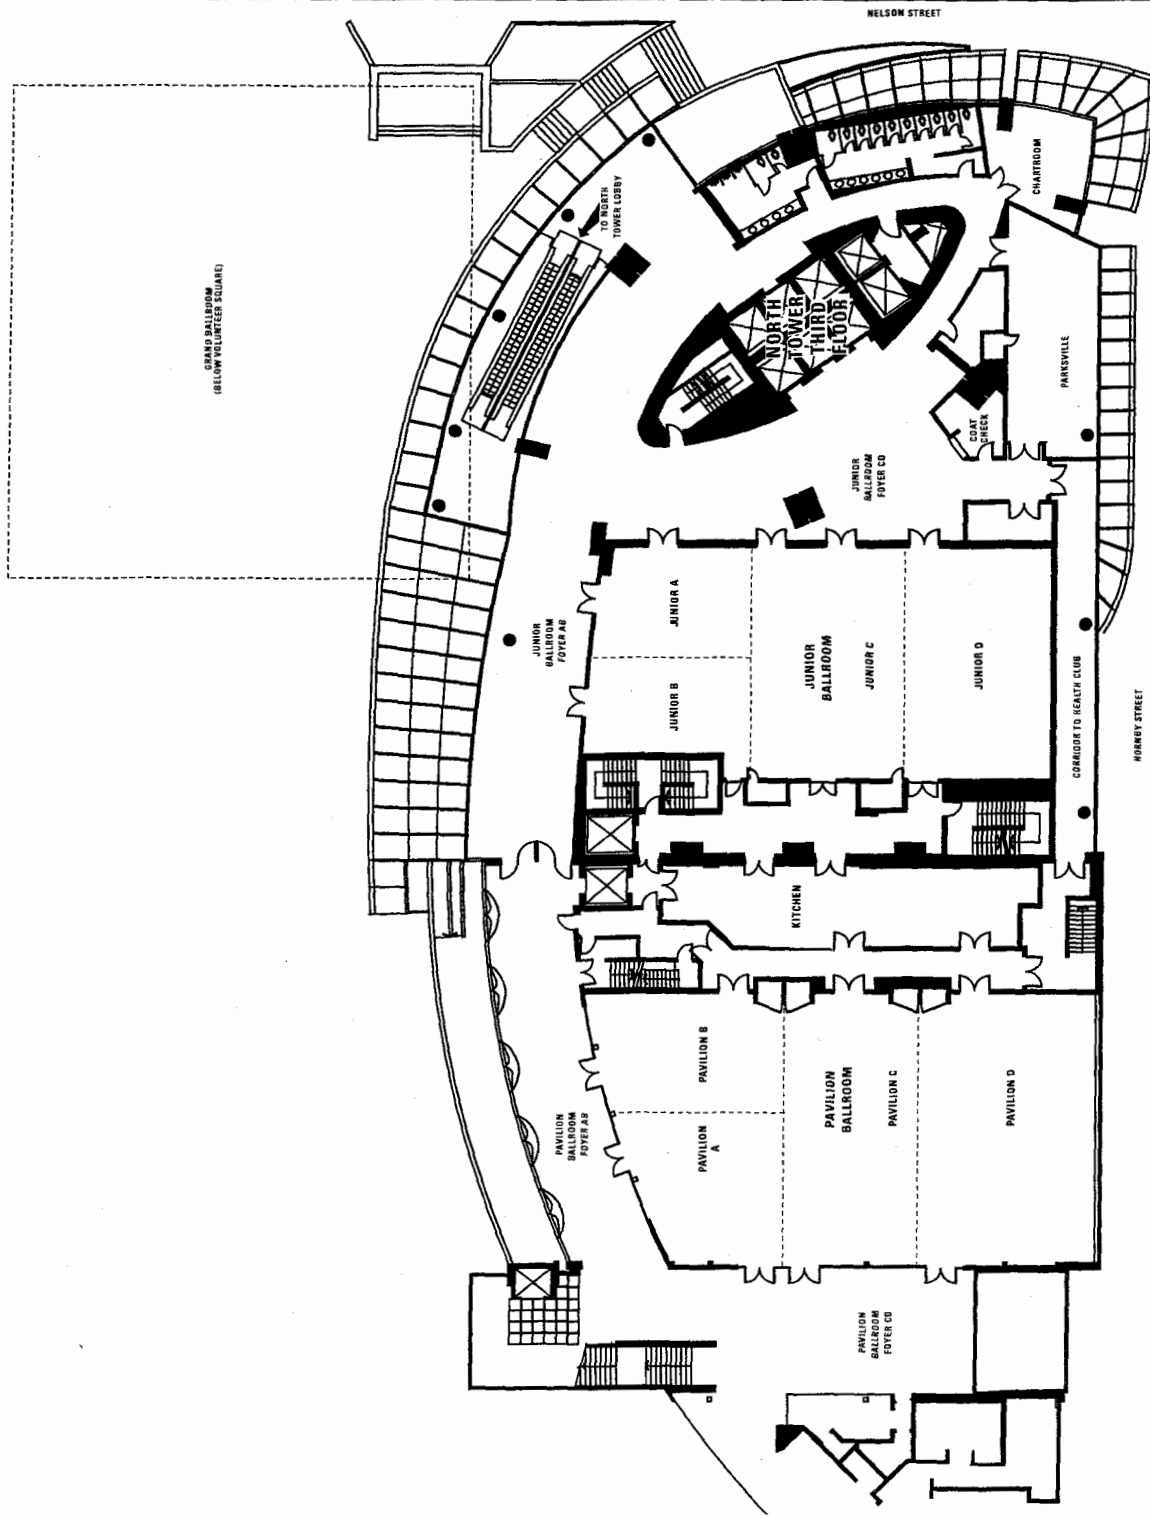 NELSON STREET
CHARTROOM
TO NORTH
TOWER LOBBY
GRAND BALLROOM
(BELOW VOLUNTEER SQUARE)
NORTH
TOWER
THIRD
FLOOR
PARKSVILLE
COAT
CHECK
JUNIOR
BALLROOM
FOYER CD
JUNIOR A
JUNIOR
BALLROOM
FOYER AB
JUNIOR B
JUNIOR
BALLROOM
JUNIOR C
JUNIOR D
CORRIDOR TO HEALTH CLUB
HORNBY STREET
KITCHEN
PAVILION B
PAVILION
BALLROOM
PAVILION C
PAVILION D
PAVILION
BALLROOM
FOYER AB
PAVILION
A
PAVILION
BALLROOM
FOYER CD